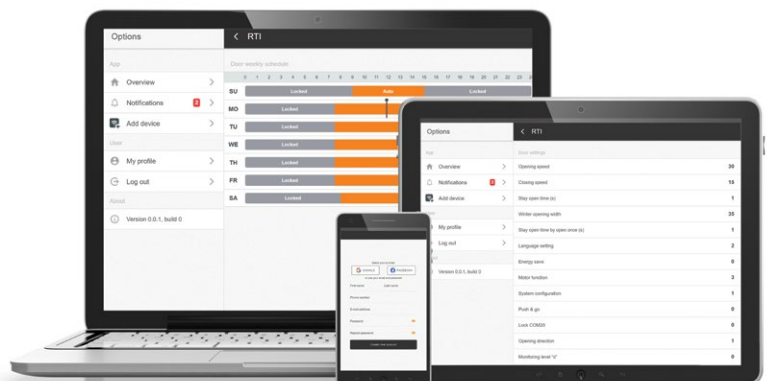 Options
< RTI
App
Door weekly schedule
0 1 2 3 4 5 6 7 8 9 10 11 12 13 14 15 16 17 18 19 20 21 22 23
Overview
SU Locked Auto Locked
Notifications 2
MO Locked
Add device
TU Locked
User
WE Locked
My profile
TH Locked
Log out
FR Locked
About
SA Locked
Version 0.0.1, build 0
Options
< RTI
App
Door settings
Overview
Opening speed 30
Notifications
Closing speed 15
Add device
Stay open time (s) 1
Winter opening width 35
My profile
Stay open time by open once (s) 1
Log out
Language setting 2
Energy save 0
Version 0.0.1, build 0
Motor function 3
System configuration 1
Push & go 0
Lock CO6020 0
Opening direction 1
Monitoring level "a" 0
GOOGLE
FACEBOOK
First name
Last name
Phone number
E-mail address
Password
Repeat password
Create new account